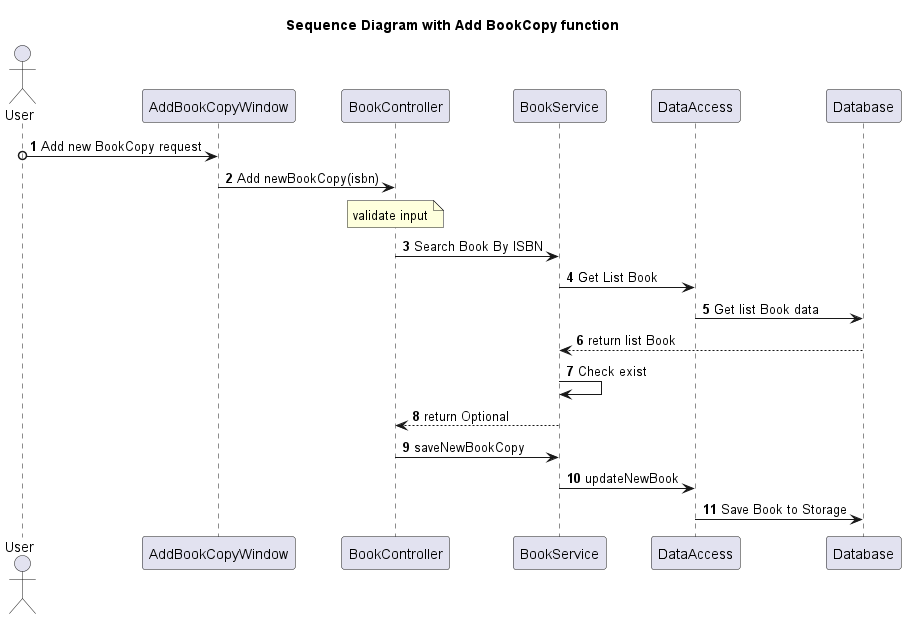 Sequence Diagram with Add BookCopy function
User
AddBookCopyWindow
BookController
BookService
DataAccess
Database
1 Add new BookCopy request
2 Add newBookCopy(isbn)
validate input
3 Search Book By ISBN
4 Get List Book
5 Get list Book data
6 return list Book
7 Check exist
8 return Optional
9 saveNewBookCopy
10 updateNewBook
11 Save Book to Storage
User
AddBookCopyWindow
BookController
BookService
DataAccess
Database